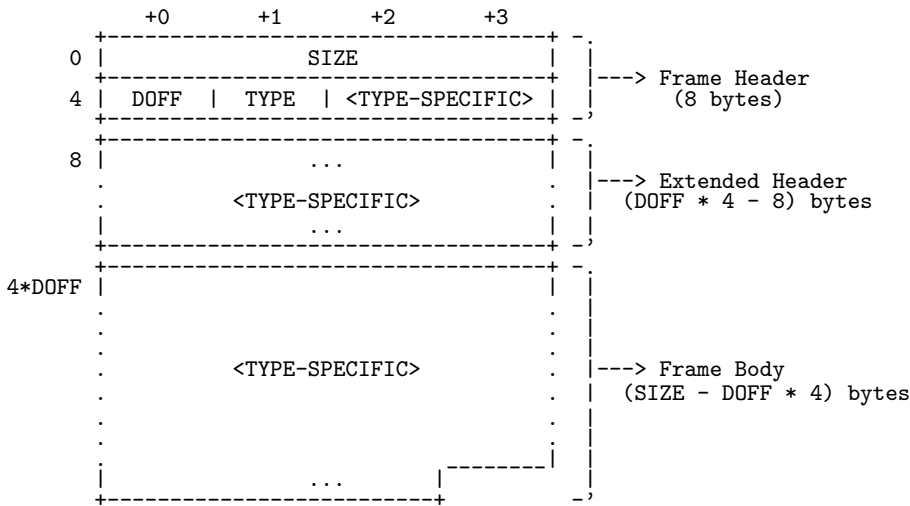 +0 +1 +2 +3
0 SIZE
---> Frame Header
4 DOFF | TYPE | <TYPE-SPECIFIC>
(8 bytes)
8 ...
---> Extended Header
<TYPE-SPECIFIC>
(DOFF * 4 - 8) bytes
...
4*DOFF
<TYPE-SPECIFIC> ---> Frame Body
(SIZE - DOFF * 4) bytes
...